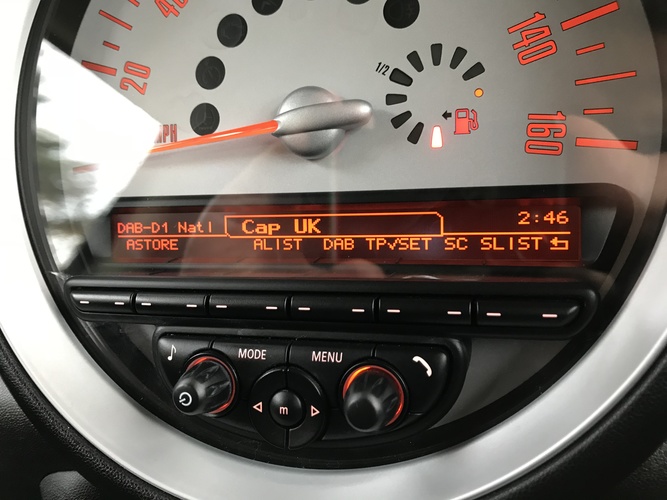 40
20
MPH
140
160
1/2
DAB-D1 Natl
Cap UK
2:46
ASTORE ALIST DAB TP√SET SC SLIST
MODE
MENU
m